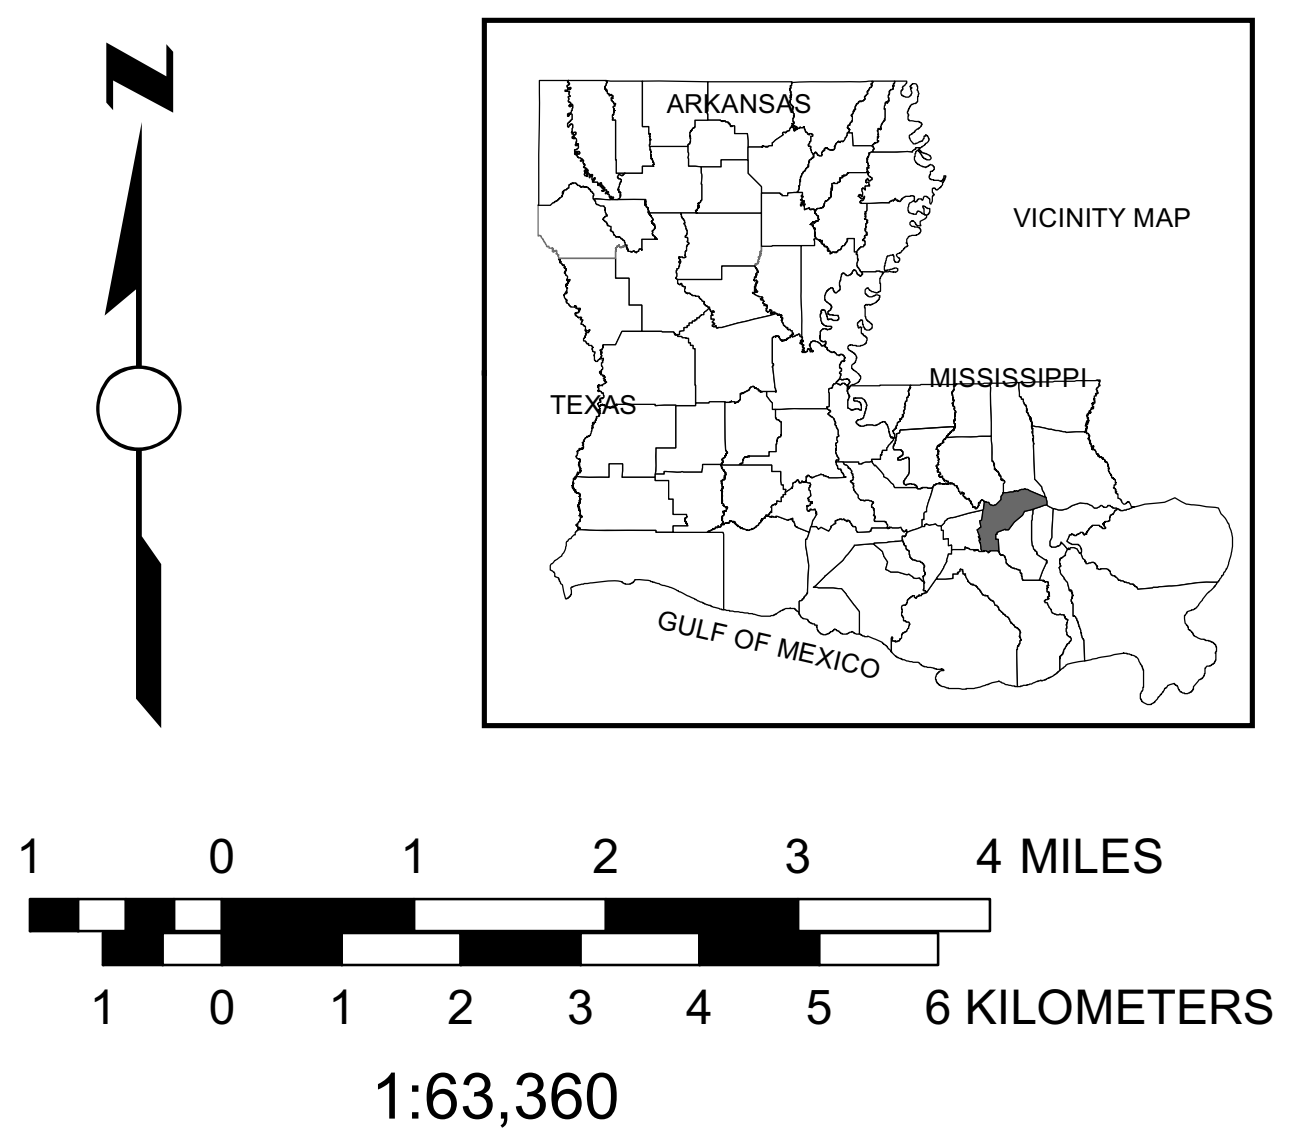 N
ARKANSAS
VICINITY MAP
MISSISSIPPI
TEXAS
GULF OF MEXICO
1 0 1 2 3 4 MILES
1 0 1 2 3 4 5 6 KILOMETERS
1:63,360